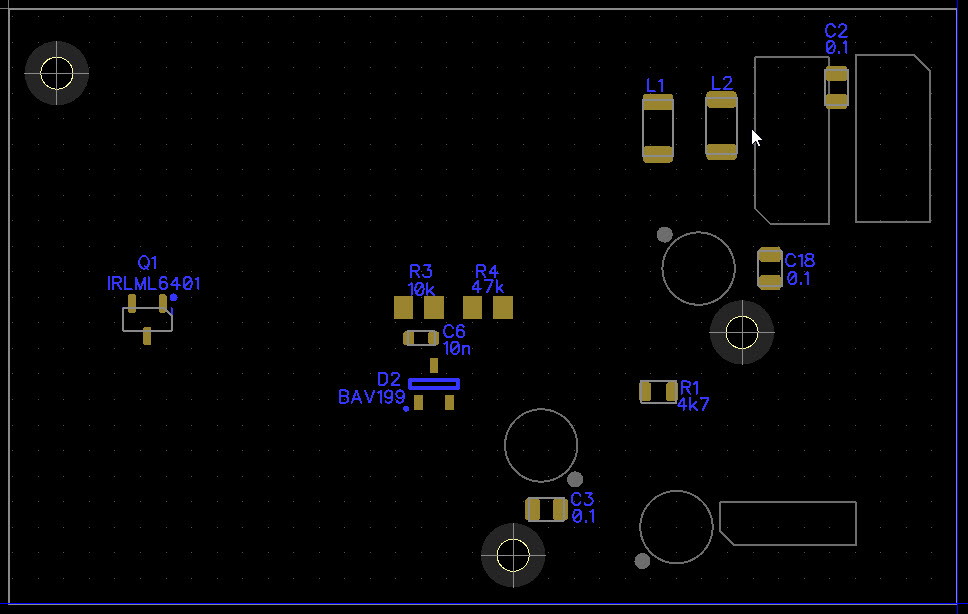 C2
0.1
L1
L2
Q1
IRLML6401
R3
10k
R4
47k
C18
0.1
C6
10n
D2
BAV199
R1
4k7
C3
0.1